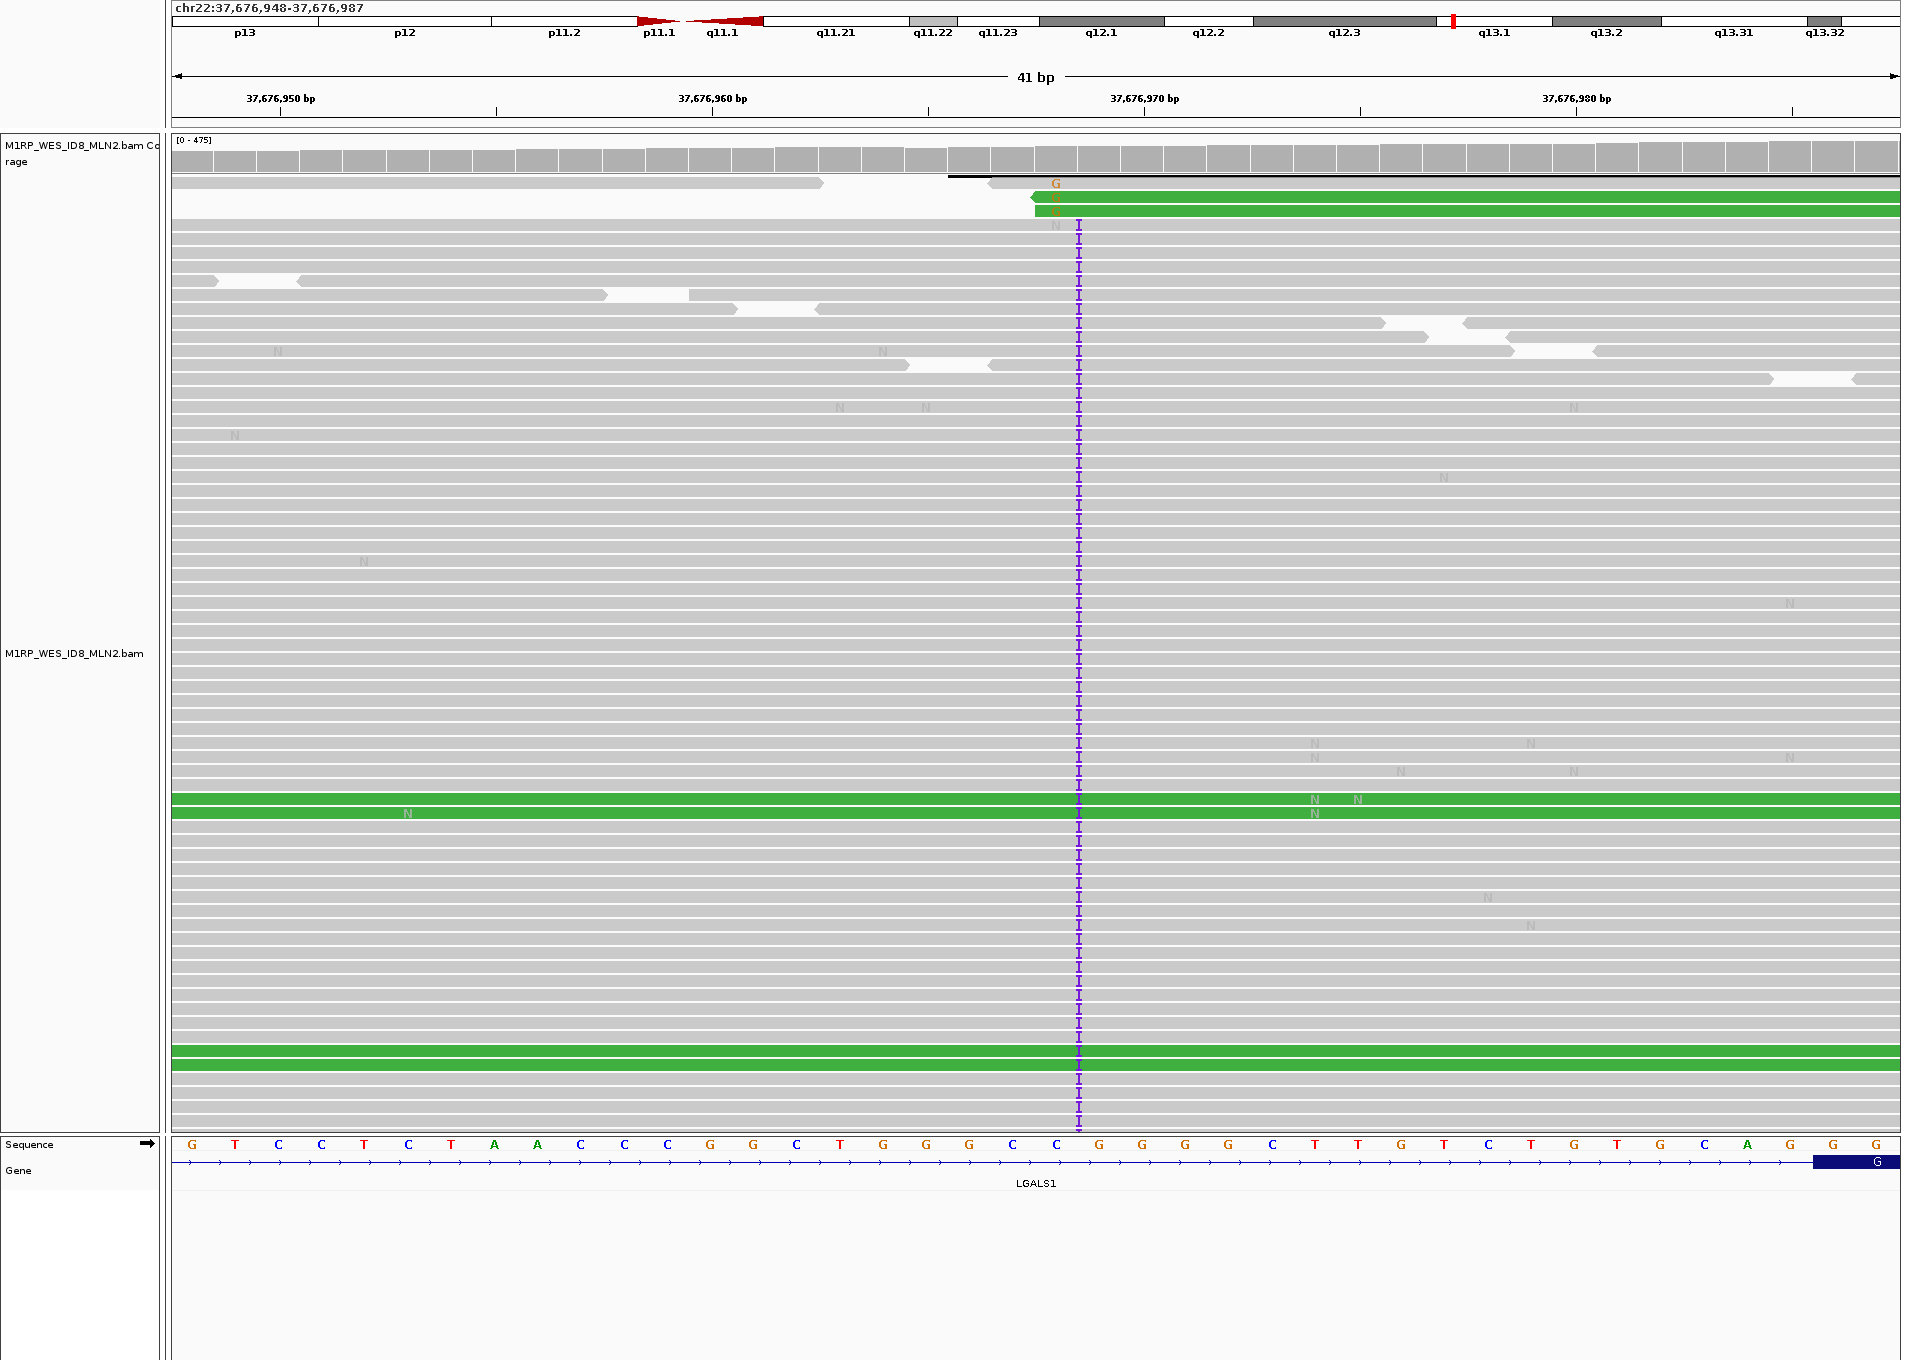 chr22:37,676,948-37,676,987
p13 p12 p11.2 p11.1 q11.1 q11.21 q11.22 q11.23 q12.1 q12.2 q12.3 q13.1 q13.2 q13.31 q13.32
41 bp
37,676,950 bp 37,676,960 bp 37,676,970 bp 37,676,980 bp
M1RP_WES_ID8_MLN2.bam Co
rage
[0 - 475]
G
G
G
N
N N
N N N
N
N
N
N
N N
N N
N N
N N
N N
N
N
M1RP_WES_ID8_MLN2.bam
Sequence G T C C T C T A A C C C G G C T G G G C C G G G G C T T G T C T G T G C A G G G
Gene G
LGALS1